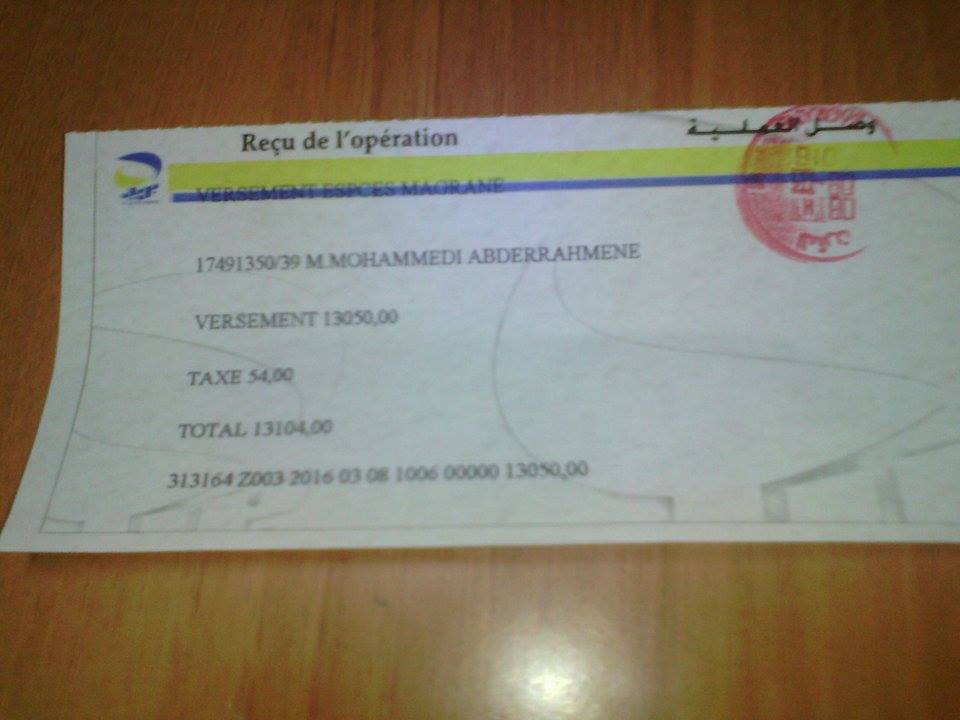 Reçu de l'opération وصل العملية
VERSEMENT ESPCES MAGRANE
17491350/39 M.MOHAMMEDI ABDERRAHMENE
VERSEMENT 13050,00
TAXE 54,00
TOTAL 13104,00
313164 Z003 2016 03 08 1006 00000 13050,00